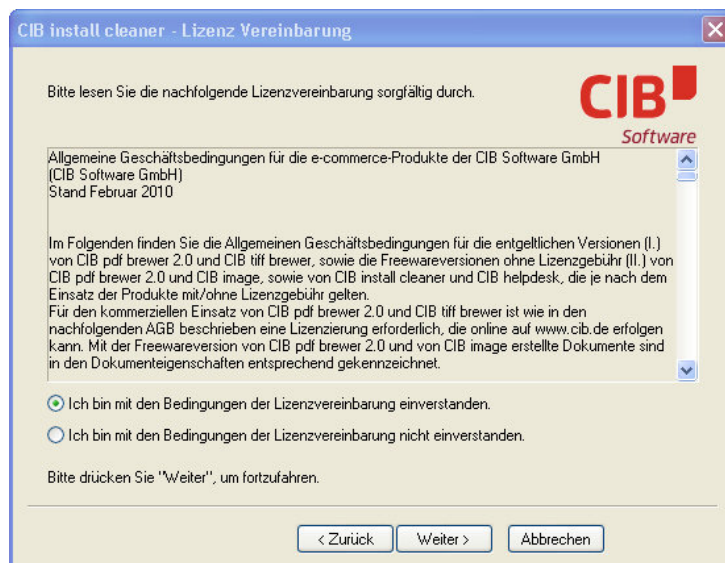 CIB install cleaner - Lizenz Vereinbarung
Bitte lesen Sie die nachfolgende Lizenzvereinbarung sorgfältig durch.
CIB
Software
Allgemeine Geschäftsbedingungen für die e-commerce-Produkte der CIB Software GmbH
(CIB Software GmbH)
Stand Februar 2010
Im Folgenden finden Sie die Allgemeinen Geschäftsbedingungen für die entgeltlichen Versionen (I.)
von CIB pdf brewer 2.0 und CIB tiff brewer, sowie die Freewareversionen ohne Lizenzgebühr (II.) von
CIB pdf brewer 2.0 und CIB image, sowie von CIB install cleaner und CIB helpdesk, die je nach dem
Einsatz der Produkte mit/ohne Lizenzgebühr gelten.
Für den kommerziellen Einsatz von CIB pdf brewer 2.0 und CIB tiff brewer ist wie in den
nachfolgenden AGB beschrieben eine Lizenzierung erforderlich, die online auf www.cib.de erfolgen
kann. Mit der Freewareversion von CIB pdf brewer 2.0 und von CIB image erstellte Dokumente sind
in den Dokumenteigenschaften entsprechend gekennzeichnet.
Ich bin mit den Bedingungen der Lizenzvereinbarung einverstanden.
Ich bin mit den Bedingungen der Lizenzvereinbarung nicht einverstanden.
Bitte drücken Sie "Weiter", um fortzufahren.
< Zurück Weiter > Abbrechen